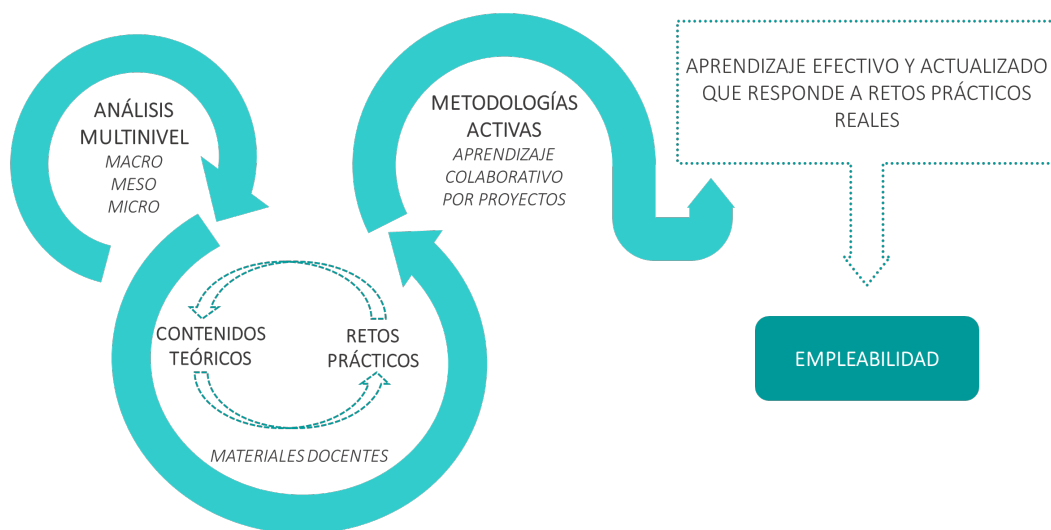 ANÁLISIS
MULTINIVEL
MACRO
MESO
MICRO
CONTENIDOS
TEÓRICOS
RETOS
PRÁCTICOS
MATERIALES DOCENTES
METODOLOGÍAS
ACTIVAS
APRENDIZAJE
COLABORATIVO
POR PROYECTOS
APRENDIZAJE EFECTIVO Y ACTUALIZADO
QUE RESPONDE A RETOS PRÁCTICOS
REALES
EMPLEABILIDAD